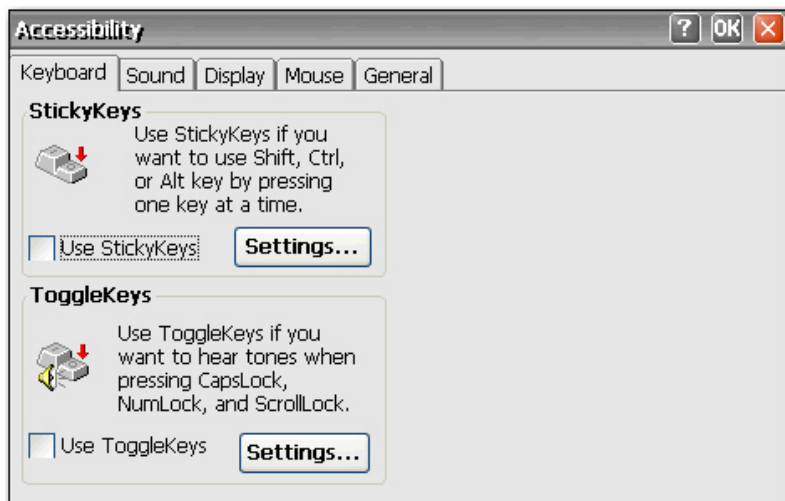 Accessibility ? OK
Keyboard Sound Display Mouse General
StickyKeys
Use StickyKeys if you
want to use Shift, Ctrl,
or Alt key by pressing
one key at a time.
Use StickyKeys Settings...
ToggleKeys
Use ToggleKeys if you
want to hear tones when
pressing CapsLock,
NumLock, and ScrollLock.
Use ToggleKeys Settings...